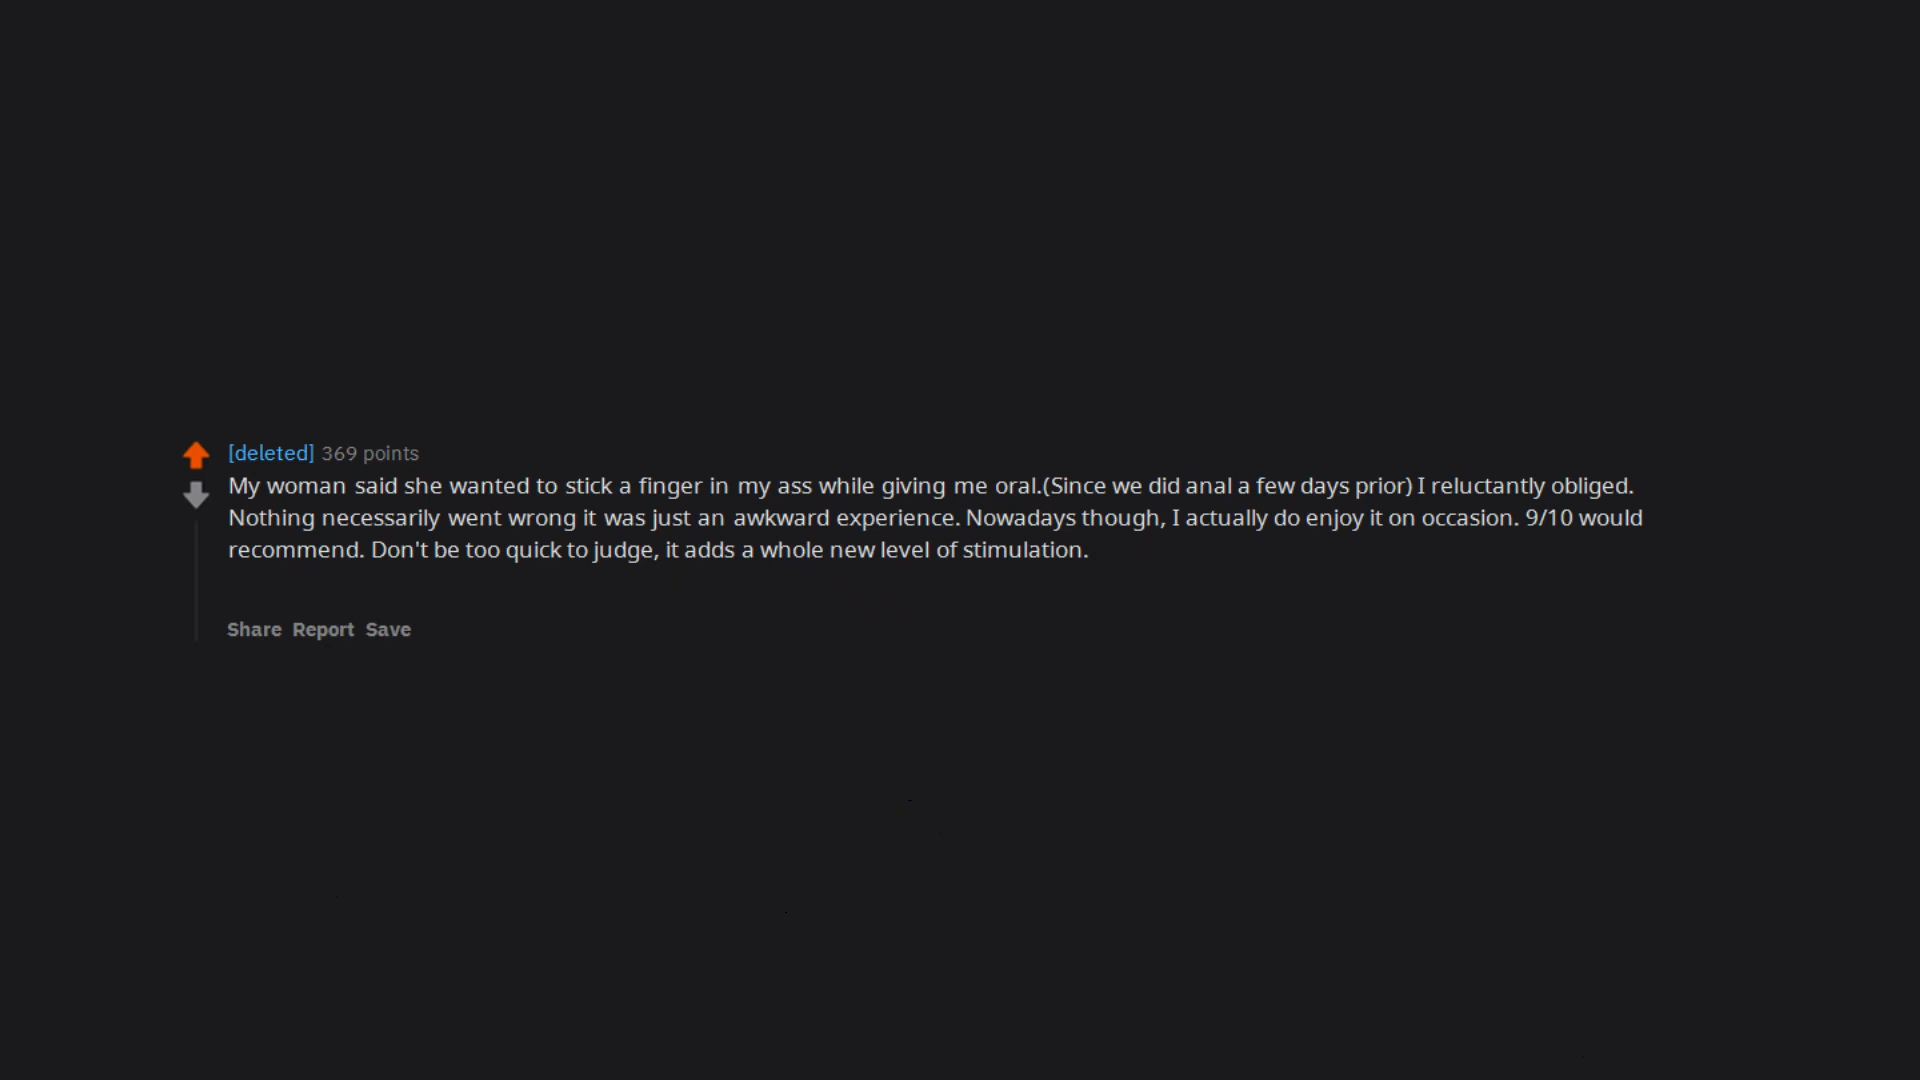 [deleted] 369 points
My woman said she wanted to stick a finger in my ass while giving me oral.(Since we did anal a few days prior) I reluctantly obliged.
Nothing necessarily went wrong it was just an awkward experience. Nowadays though, I actually do enjoy it on occasion. 9/10 would
recommend. Don't be too quick to judge, it adds a whole new level of stimulation.
Share Report Save